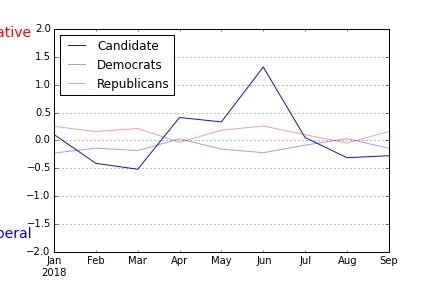 ative
2.0
1.5
1.0
0.5
0.0
−0.5
−1.0
−1.5
−2.0
peral
Candidate
Democrats
Republicans
Jan Feb Mar Apr May Jun Jul Aug Sep
2018